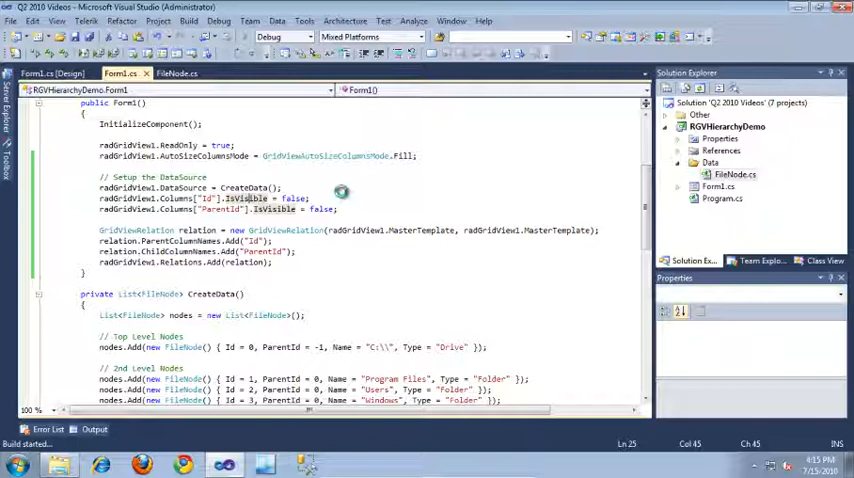 Q2 2010 Videos - Microsoft Visual Studio (Administrator)
File Edit View Telerik Refactor Project Build Debug Team Data Tools Architecture Test Analyze Window Help
Debug Mixed Platforms
Form1.cs [Design] Form1.cs FileNode.cs
RGVHierarchyDemo.Form1 Form1()
Server Explorer
Toolbox
public Form1()
{
InitializeComponent();
radGridView1.ReadOnly = true;
radGridView1.AutoSizeColumnsMode = GridViewAutoSizeColumnsMode.Fill;
// Setup the DataSource
radGridView1.DataSource = CreateData();
radGridView1.Columns["Id"].IsVisible = false;
radGridView1.Columns["ParentId"].IsVisible = false;
GridViewRelation relation = new GridViewRelation(radGridView1.MasterTemplate, radGridView1.MasterTemplate);
relation.ParentColumnNames.Add("Id");
relation.ChildColumnNames.Add("ParentId");
radGridView1.Relations.Add(relation);
}
private List<FileNode> CreateData()
{
List<FileNode> nodes = new List<FileNode>();
// Top Level Nodes
nodes.Add(new FileNode() { Id = 0, ParentId = -1, Name = "C:\\", Type = "Drive" });
// 2nd Level Nodes
nodes.Add(new FileNode() { Id = 1, ParentId = 0, Name = "Program Files", Type = "Folder" });
nodes.Add(new FileNode() { Id = 2, ParentId = 0, Name = "Users", Type = "Folder" });
nodes.Add(new FileNode() { Id = 3, ParentId = 0, Name = "Windows", Type = "Folder" });
100 %
Solution Explorer
Solution 'Q2 2010 Videos' (7 projects)
Other
RGVHierarchyDemo
Properties
References
Data
FileNode.cs
Form1.cs
Program.cs
Solution Ex... Team Explo... Class View
Properties
Error List Output
Build started...
Ln 25 Col 45 Ch 45 INS
4:15 PM
7/15/2010